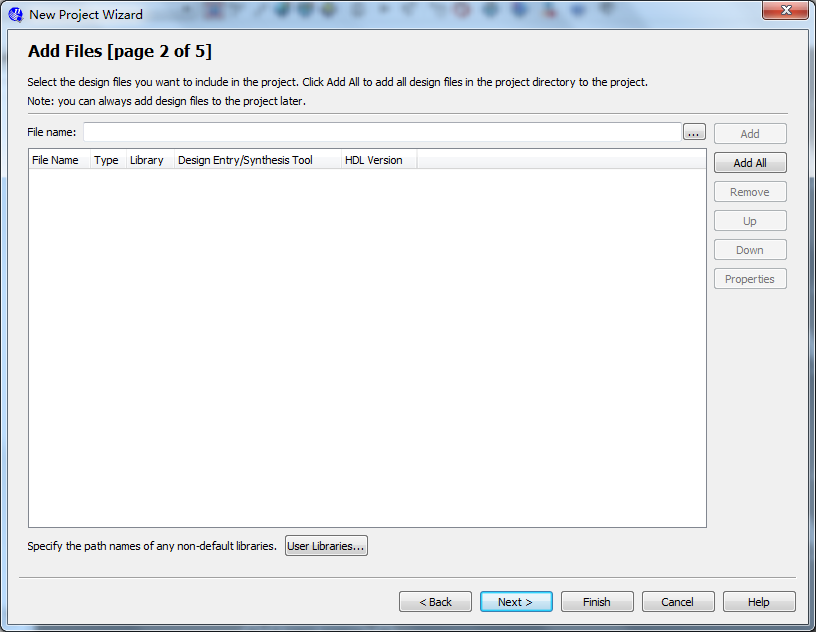 New Project Wizard
Add Files [page 2 of 5]
Select the design files you want to include in the project. Click Add All to add all design files in the project directory to the project.
Note: you can always add design files to the project later.
File name: ... Add
File Name Type Library Design Entry/Synthesis Tool HDL Version Add All
Remove
Up
Down
Properties
Specify the path names of any non-default libraries. User Libraries...
< Back Next > Finish Cancel Help